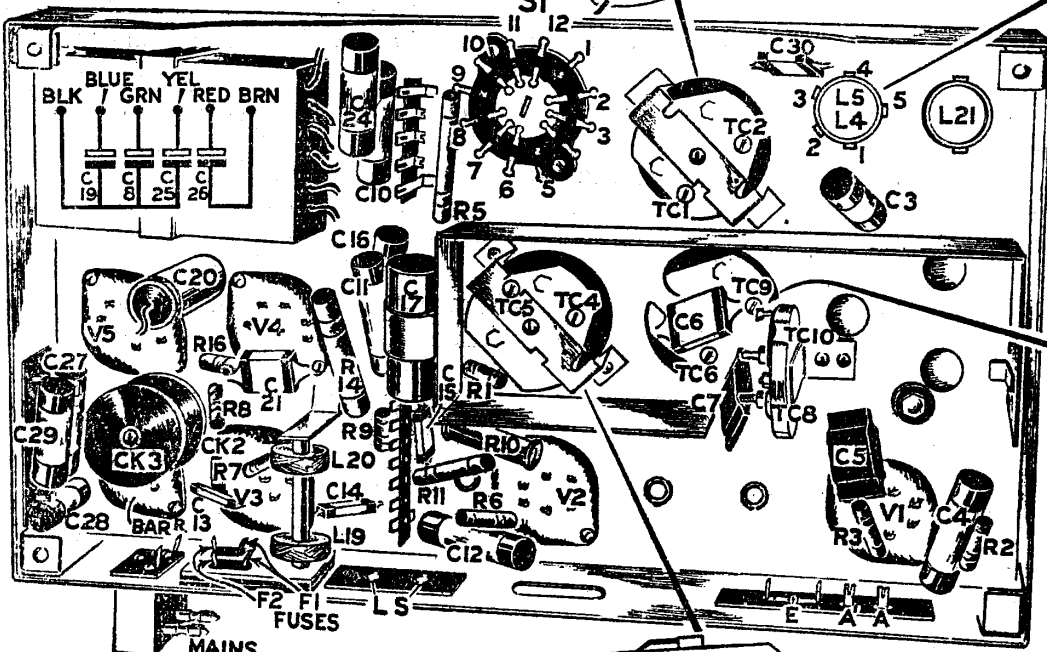 S1
11 12
10
1
9
2
8
3
7
6
5
BLUE YEL
BLK GRN RED BRN
C 19
C 8
C 25
C 26
C 24
C10
R5
C30
TC2
TC1
4
3
L5
L4
5
2
1
L21
C3
C16
C11
C 17
C20
V5
V4
R16
C 21
R 14
TC5
TC4
TC9
C6
TC6
TC10
C7
TC8
C27
C29
CK3
R8
CK2
R7
V3
C 13
BAR R
C28
R9
L20
C14
L19
C 15
R1
R10
R11
R6
V2
C12
C5
V1
R3
C4
R2
F2 F1
FUSES
L S
E A A
MAINS